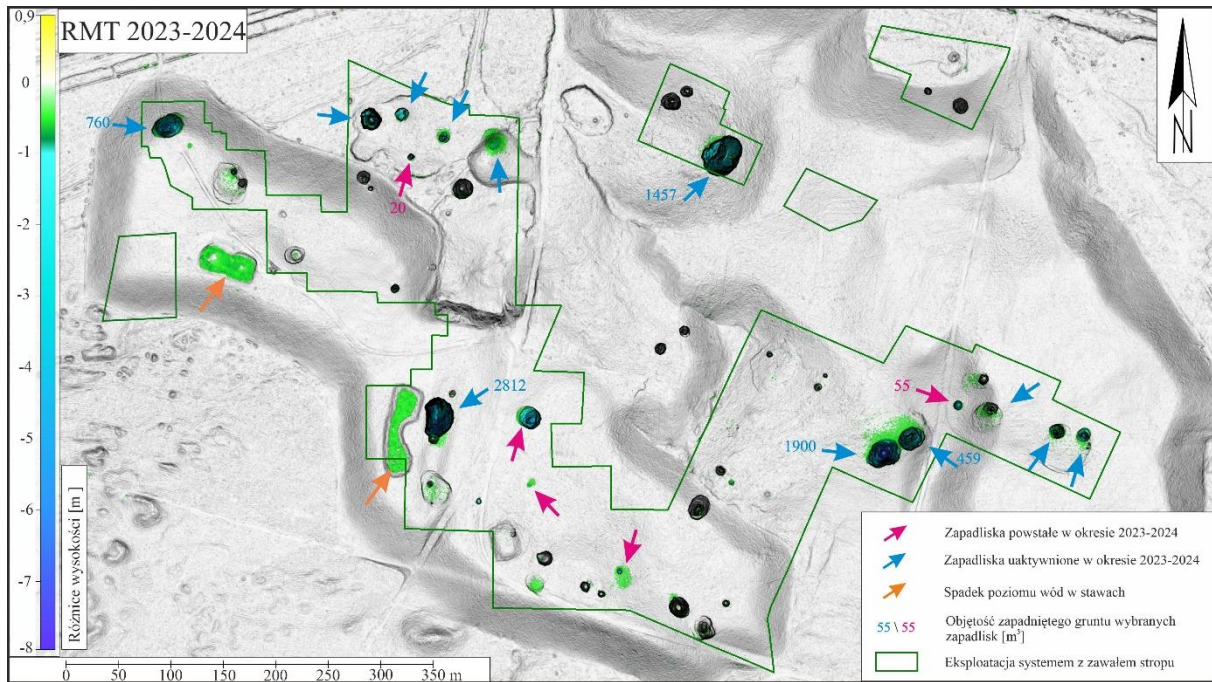 RMT 2023-2024
0,9
0
-1
-2
-3
-4
-5
-6
-7
-8
Różnice wysokości [m]
N
760
20
1457
2812
55
1900
459
Zapadliska powstałe w okresie 2023-2024
Zapadliska uaktywnione w okresie 2023-2024
Spadek poziomu wód w stawach
55 \ 55
Objętość zapadniętego gruntu wybranych
zapadlisk [m³]
Eksploatacja systemem z zawałem stropu
0 50 100 150 200 250 300 350 m